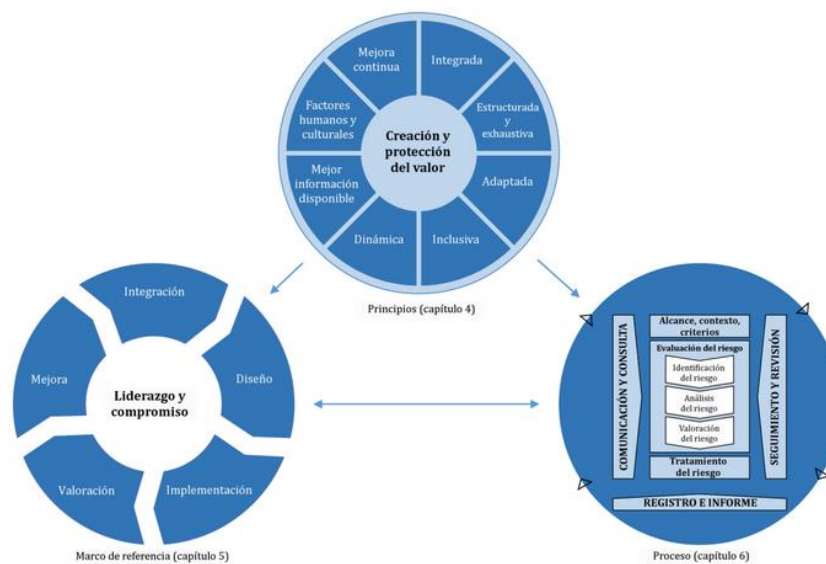 Mejora
continua
Integrada
Factores
humanos y
culturales
Estructurada
y
exhaustiva
Creación y
protección
del valor
Mejor
información
disponible
Adaptada
Dinámica
Inclusiva
Principios (capítulo 4)
Integración
Mejora
Diseño
Liderazgo y
compromiso
Valoración
Implementación
Marco de referencia (capítulo 5)
COMUNICACIÓN Y CONSULTA
Alcance, contexto,
criterios
Evaluación del riesgo
Identificación
del riesgo
Análisis
del riesgo
Valoración
del riesgo
Tratamiento
del riesgo
SEGUIMIENTO Y REVISIÓN
REGISTRO E INFORME
Proceso (capítulo 6)